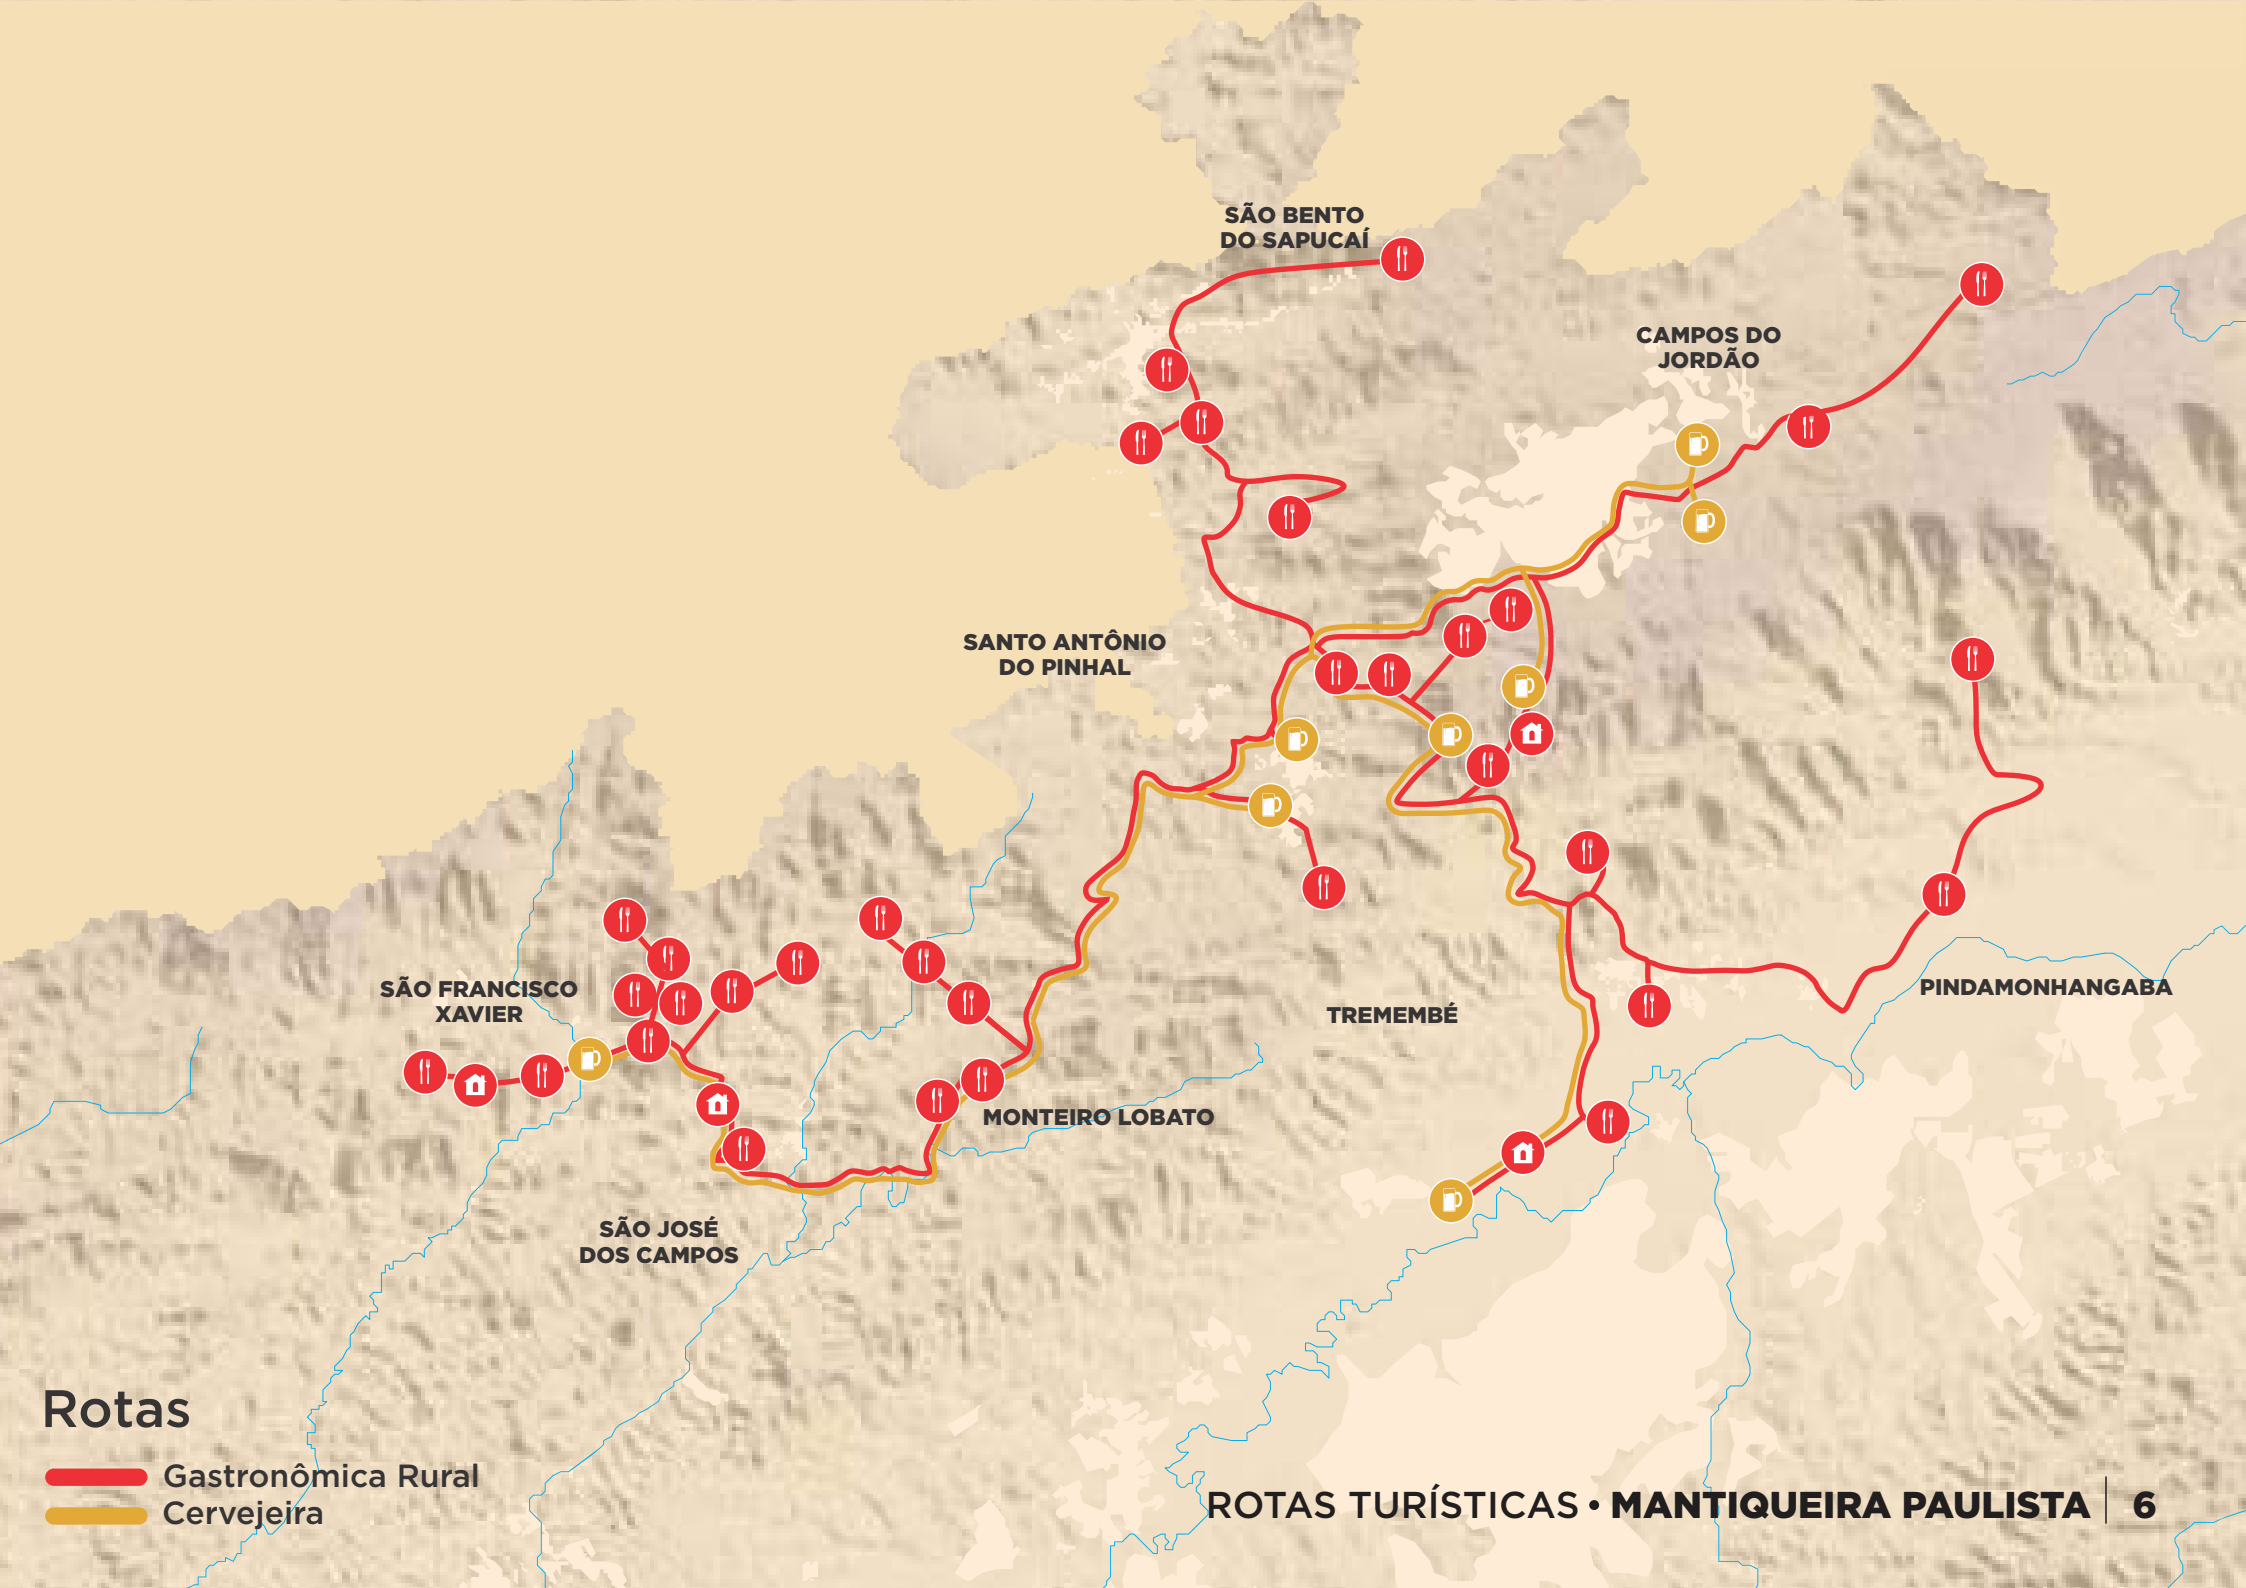 SÃO BENTO
DO SAPUCAÍ
CAMPOS DO
JORDÃO
SANTO ANTÔNIO
DO PINHAL
SÃO FRANCISCO
XAVIER
PINDAMONHANGABA
TREMEMBÉ
MONTEIRO LOBATO
SÃO JOSÉ
DOS CAMPOS
Rotas
Gastronômica Rural
Cervejeira
ROTAS TURÍSTICAS • MANTIQUEIRA PAULISTA | 6